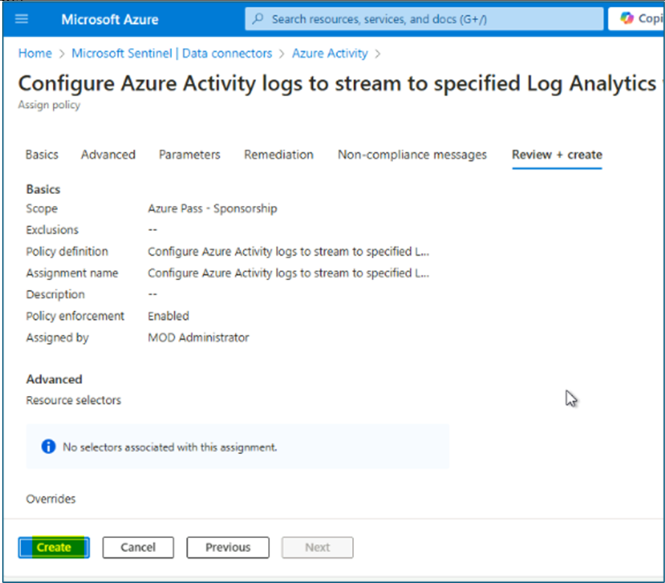 Microsoft Azure
Search resources, services, and docs (G+/)
Copi
Home > Microsoft Sentinel | Data connectors > Azure Activity >
Configure Azure Activity logs to stream to specified Log Analytics
Assign policy
Basics Advanced Parameters Remediation Non-compliance messages Review + create
Basics
Scope Azure Pass - Sponsorship
Exclusions --
Policy definition Configure Azure Activity logs to stream to specified L...
Assignment name Configure Azure Activity logs to stream to specified L...
Description --
Policy enforcement Enabled
Assigned by MOD Administrator
Advanced
Resource selectors
No selectors associated with this assignment.
Overrides
Create Cancel Previous Next